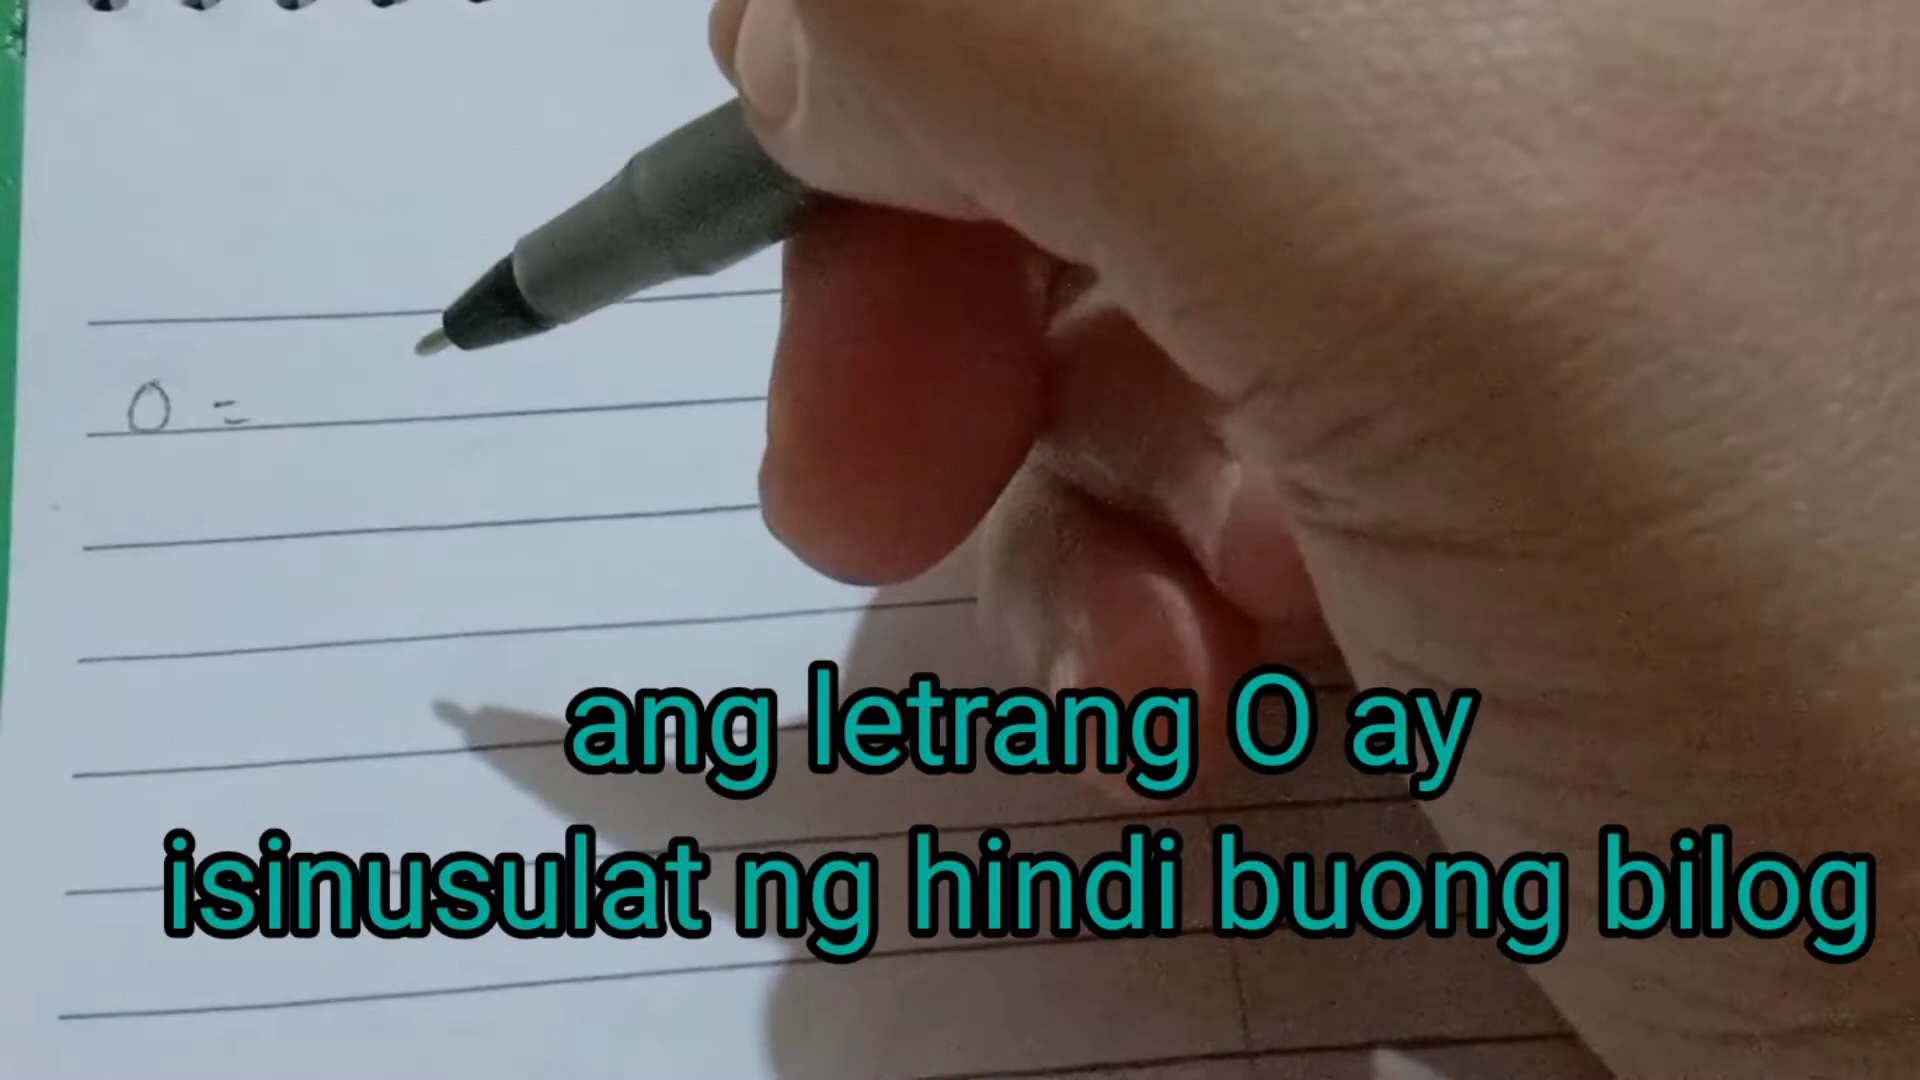 O =
ang letrang O ay
isinusulat ng hindi buong bilog